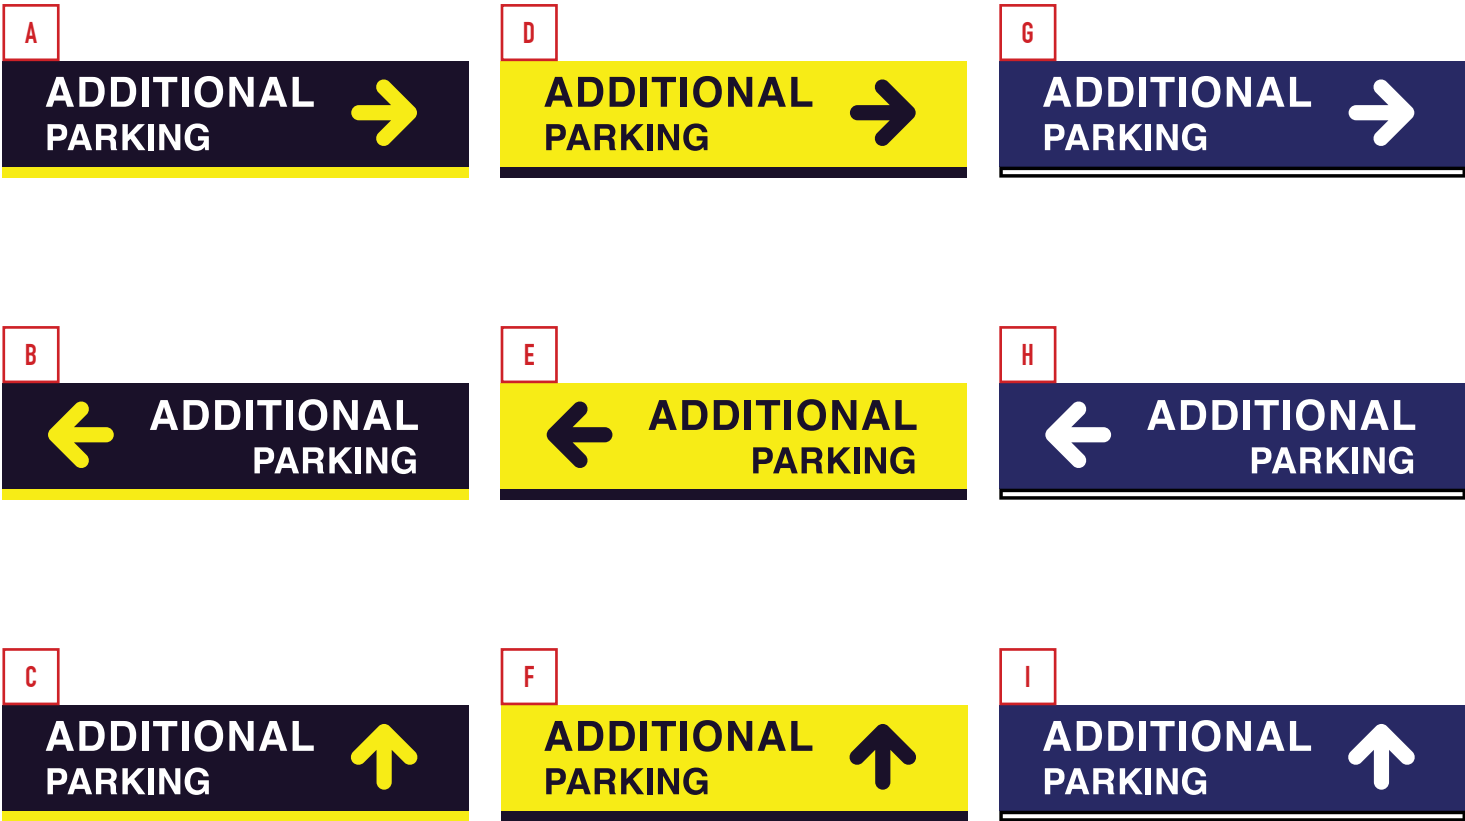 A
ADDITIONAL
PARKING
D
ADDITIONAL
PARKING
G
ADDITIONAL
PARKING
B
ADDITIONAL
PARKING
E
ADDITIONAL
PARKING
H
ADDITIONAL
PARKING
C
ADDITIONAL
PARKING
F
ADDITIONAL
PARKING
I
ADDITIONAL
PARKING